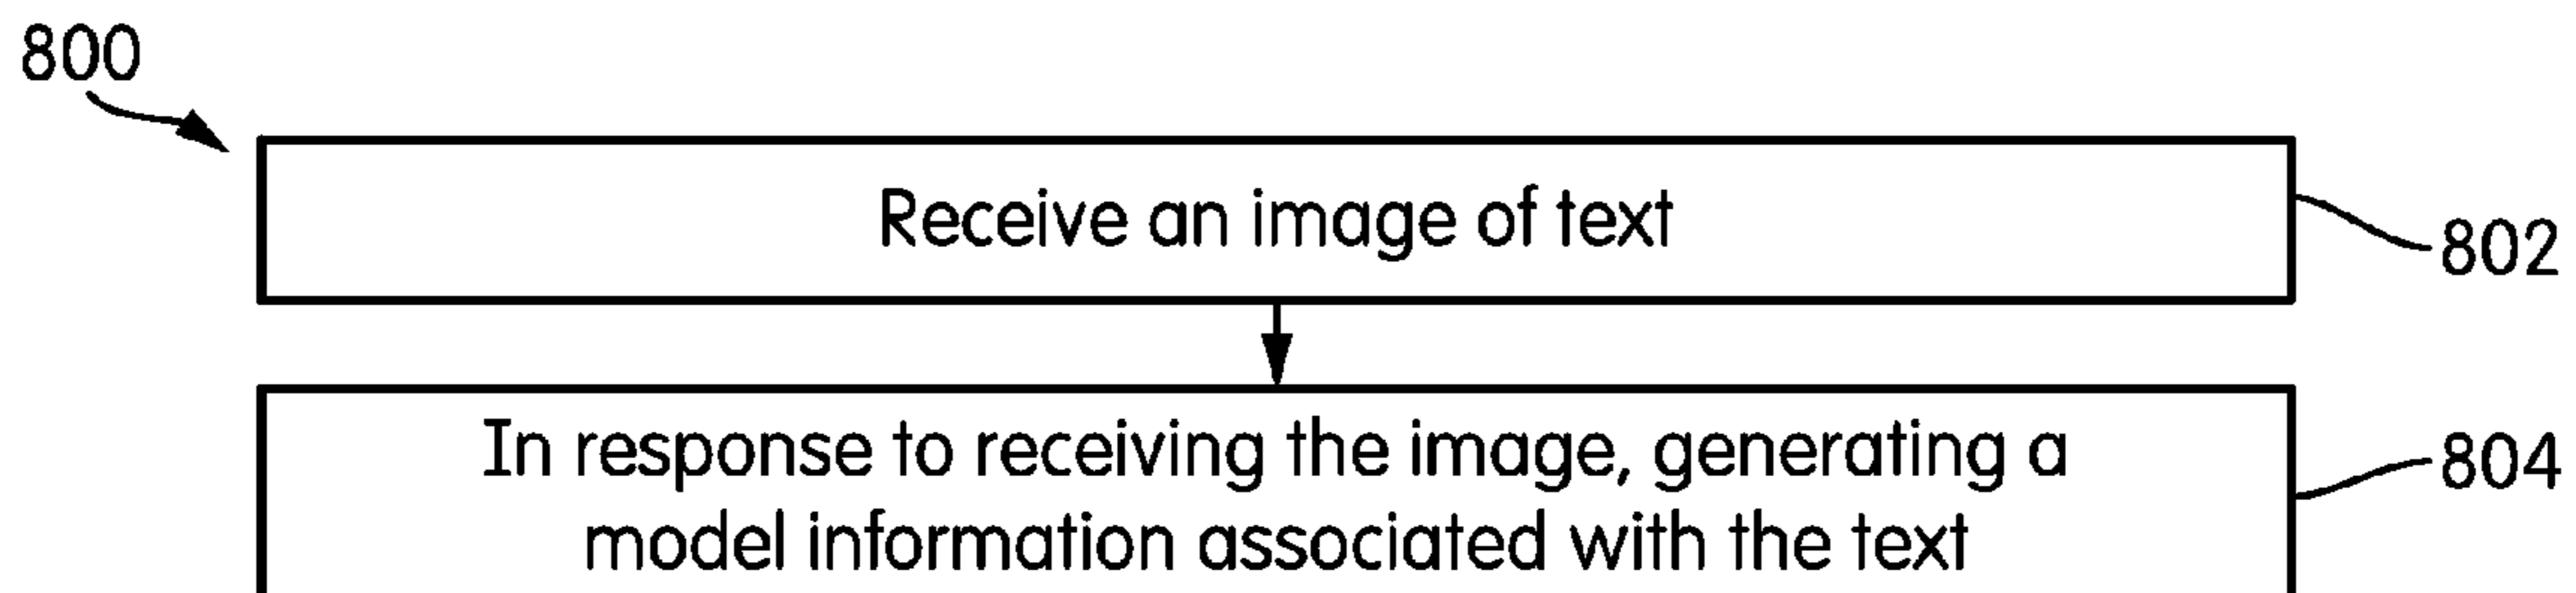 800
Receive an image of text
802
In response to receiving the image, generating a
804
model information associated with the text